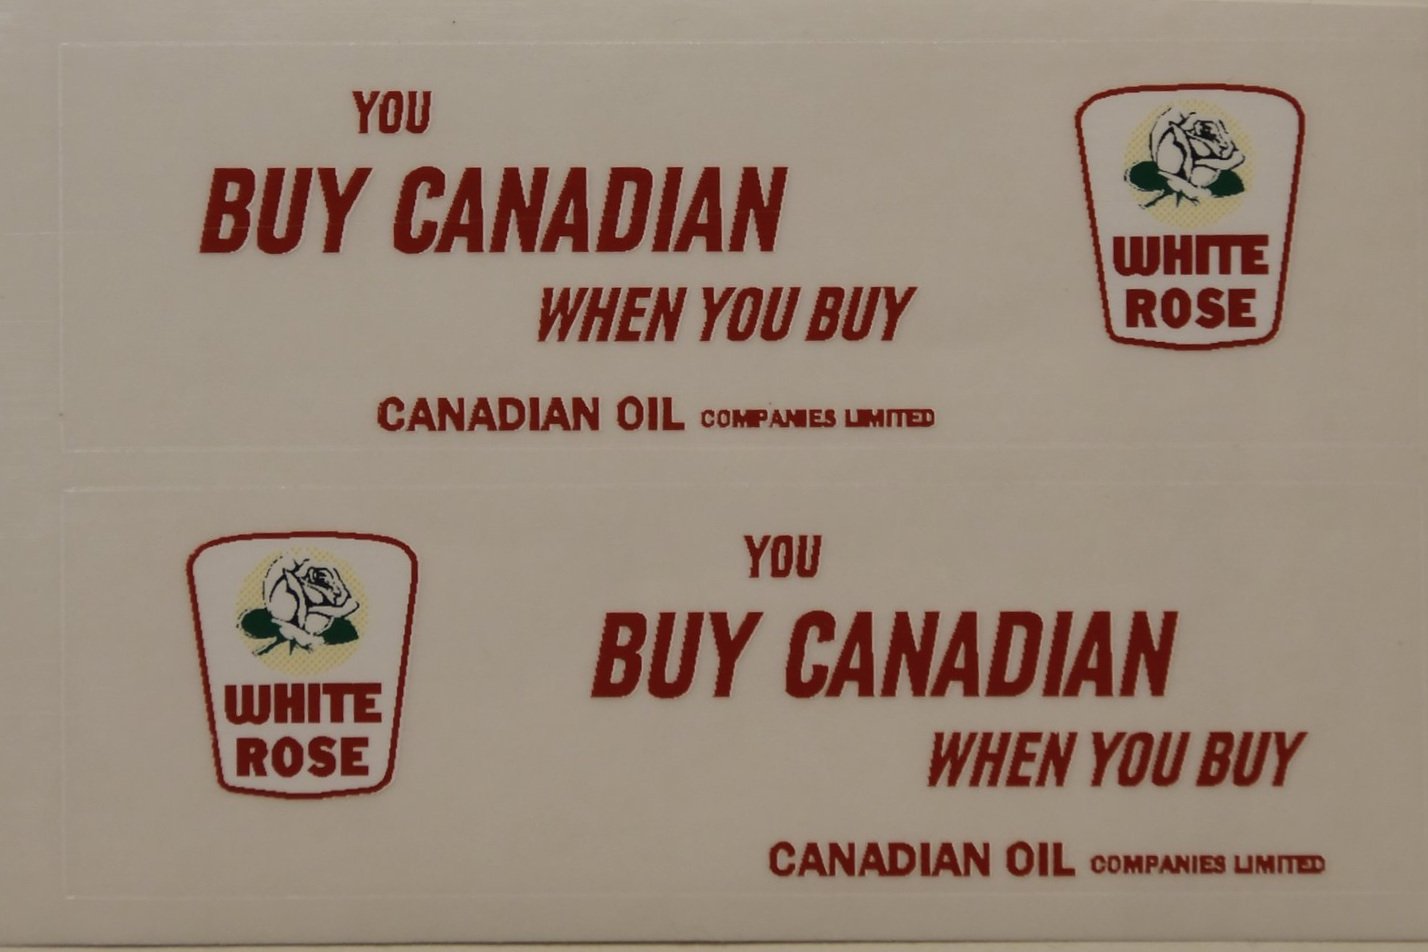 YOU
BUY CANADIAN
WHEN YOU BUY
CANADIAN OIL COMPANIES LIMITED
WHITE
ROSE
WHITE
ROSE
YOU
BUY CANADIAN
WHEN YOU BUY
CANADIAN OIL COMPANIES LIMITED